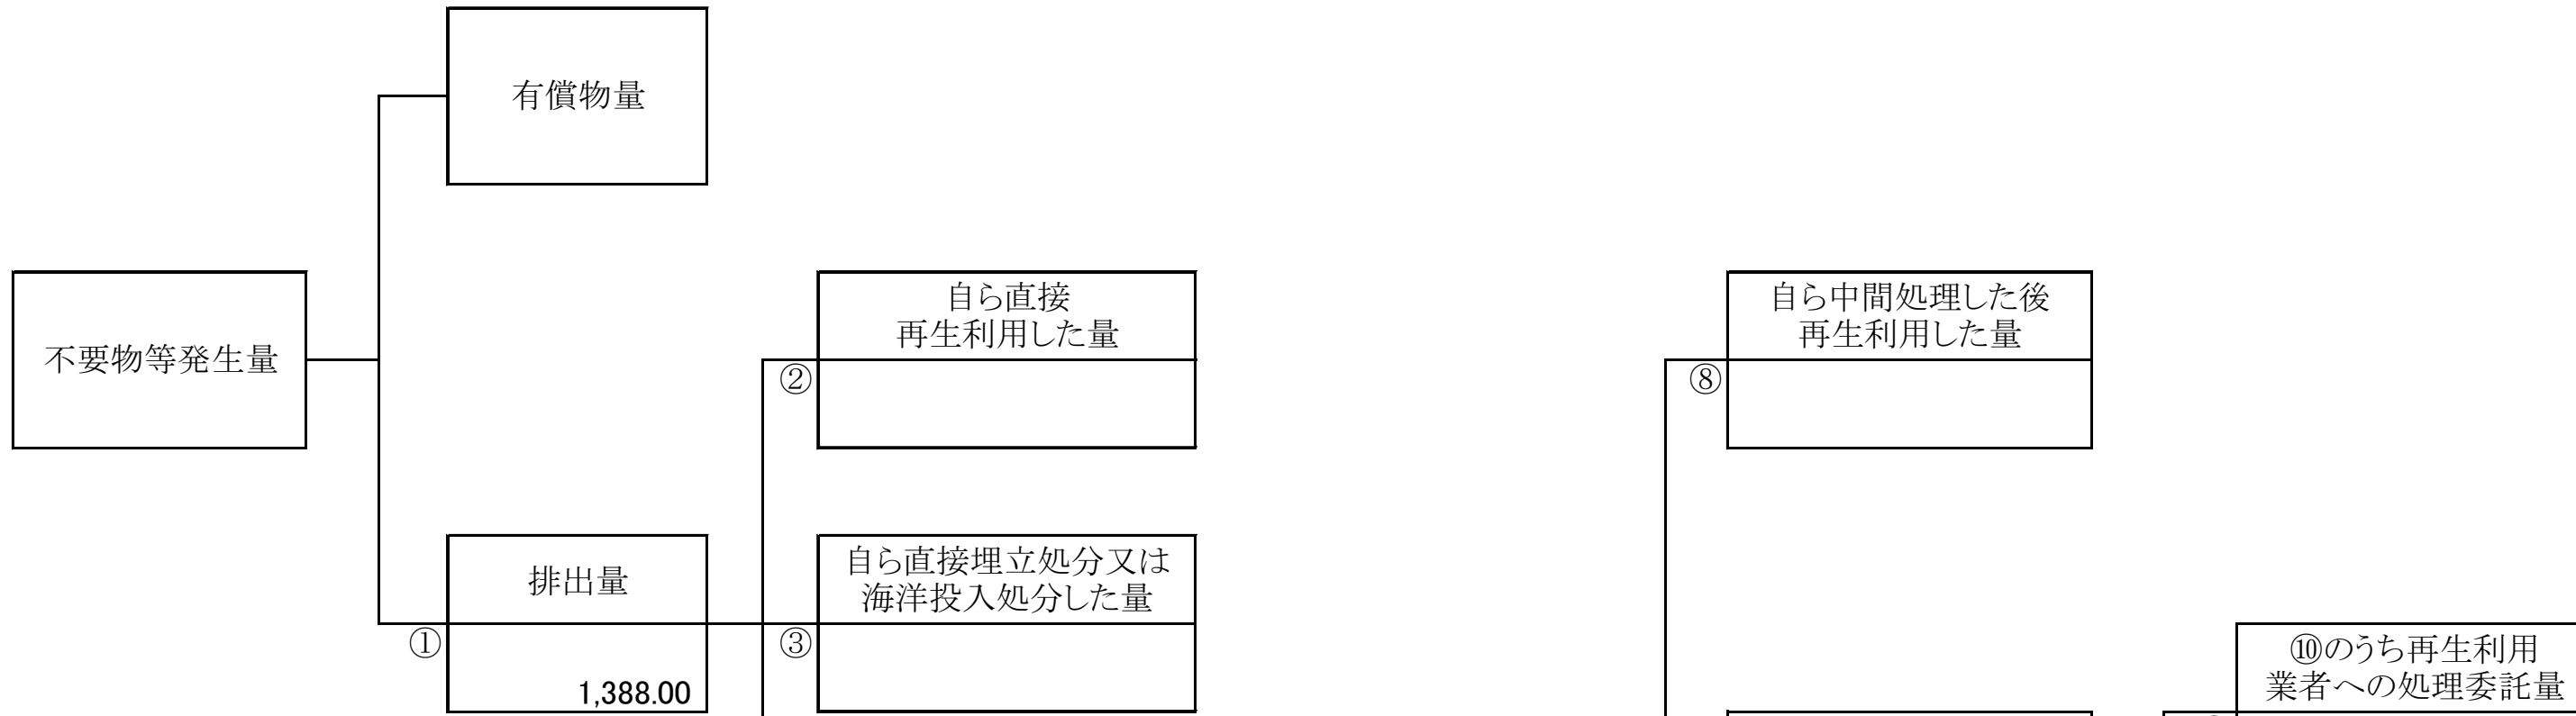 有償物量
不要物等発生量
自ら直接
再生利用した量
②
自ら中間処理した後
再生利用した量
⑧
排出量
①
1,388.00
自ら直接埋立処分又は
海洋投入処分した量
③
⑩のうち再生利用
業者への処理委託量